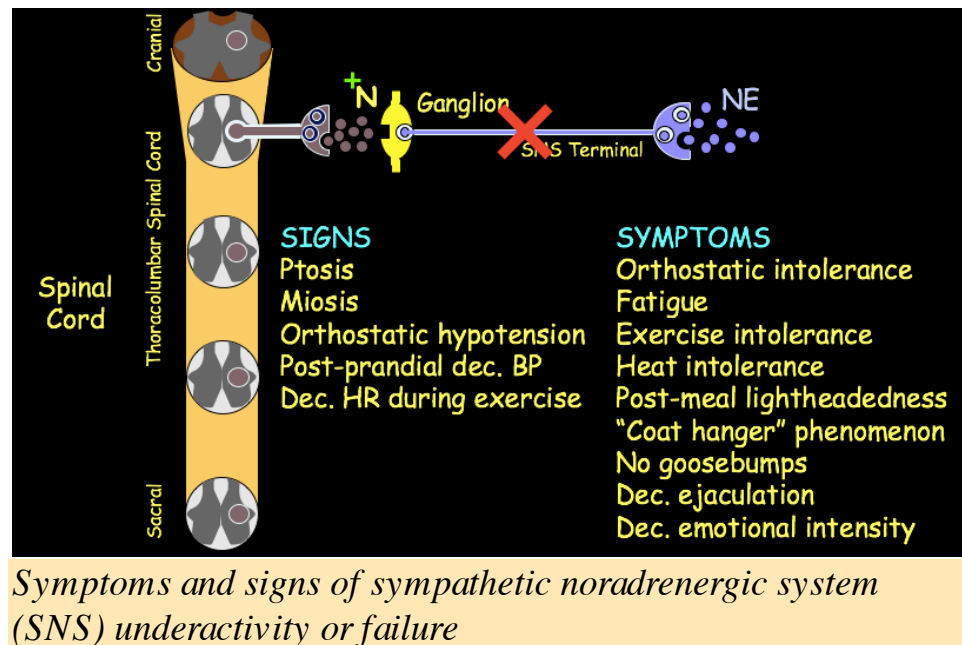 Cranial
Thoracolumbar Spinal Cord
Sacral
Spinal
Cord
+
N
Ganglion
SNS Terminal
NE
SIGNS
Ptosis
Miosis
Orthostatic hypotension
Post-prandial dec. BP
Dec. HR during exercise
SYMPTOMS
Orthostatic intolerance
Fatigue
Exercise intolerance
Heat intolerance
Post-meal lightheadedness
“Coat hanger” phenomenon
No goosebumps
Dec. ejaculation
Dec. emotional intensity
Symptoms and signs of sympathetic noradrenergic system
(SNS) underactivity or failure